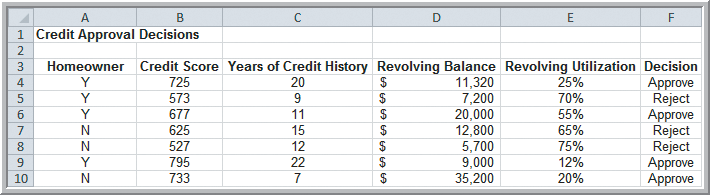 A B C D E F
1 Credit Approval Decisions
2
3 Homeowner Credit Score Years of Credit History Revolving Balance Revolving Utilization Decision
4 Y 725 20 $ 11,320 25% Approve
5 Y 573 9 $ 7,200 70% Reject
6 Y 677 11 $ 20,000 55% Approve
7 N 625 15 $ 12,800 65% Reject
8 N 527 12 $ 5,700 75% Reject
9 Y 795 22 $ 9,000 12% Approve
10 N 733 7 $ 35,200 20% Approve